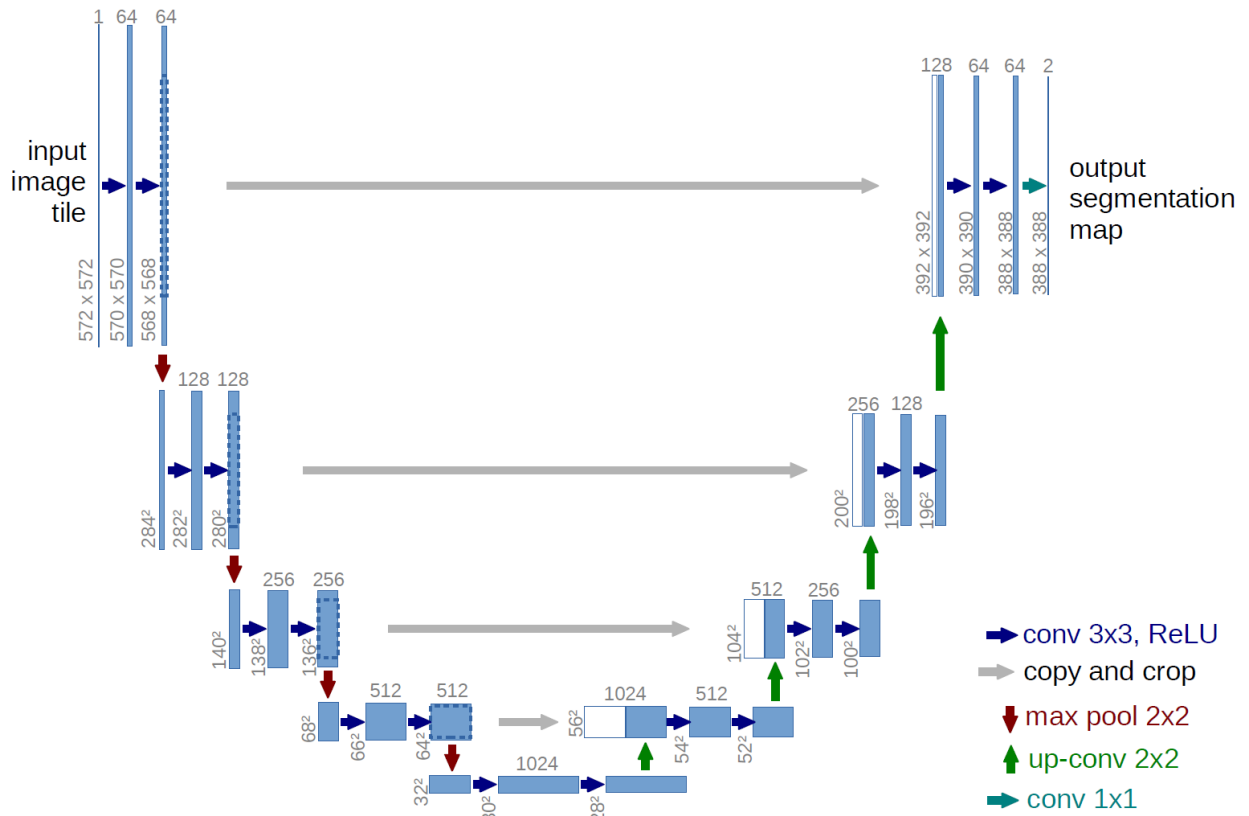 1 64 64
128 64 64 2
input
image
tile
output
segmentation
map
572 x 572
570 x 570
568 x 568
392 x 392
390 x 390
388 x 388
388 x 388
128 128
256 128
284²
282²
280²
200²
198²
196²
256 256
512 256
140²
138²
136²
104²
102²
100²
512 512
1024 512
68²
66²
64²
56²
54²
52²
1024
32²
conv 3x3, ReLU
copy and crop
max pool 2x2
up-conv 2x2
conv 1x1